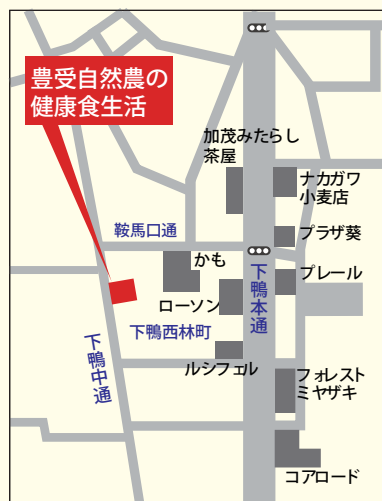 豊受自然農の
健康食生活
加茂みたらし
茶屋
ナカガワ
小麦店
鞍馬口通
プラザ葵
かも
下鴨本通
プレール
ローソン
下鴨西林町
下鴨中通
ルシフェル
フォレスト
ミヤザキ
コアロード